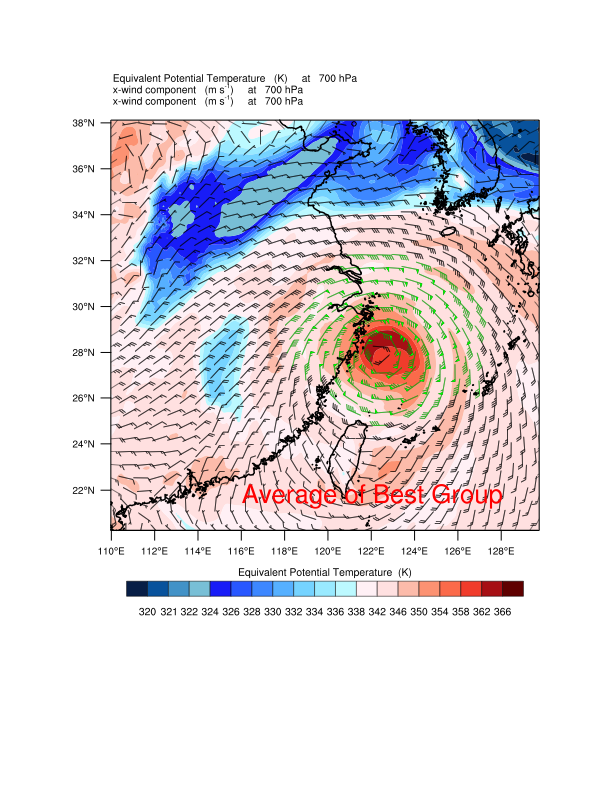 Equivalent Potential Temperature (K) at 700 hPa
x-wind component (m s⁻¹) at 700 hPa
x-wind component (m s⁻¹) at 700 hPa
38°N
36°N
34°N
32°N
30°N
28°N
26°N
24°N
22°N
Average of Best Group
110°E 112°E 114°E 116°E 118°E 120°E 122°E 124°E 126°E 128°E
Equivalent Potential Temperature (K)
320 321 322 324 326 328 330 332 334 336 338 342 346 350 354 358 362 366